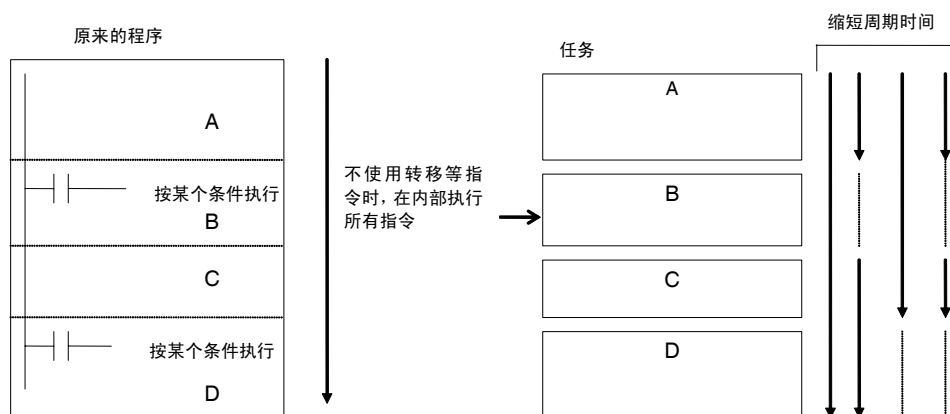 原来的程序
A
按某个条件执行
B
C
按某个条件执行
D
不使用转移等指
令时，在内部执行
所有指令
任务
A
B
C
D
缩短周期时间